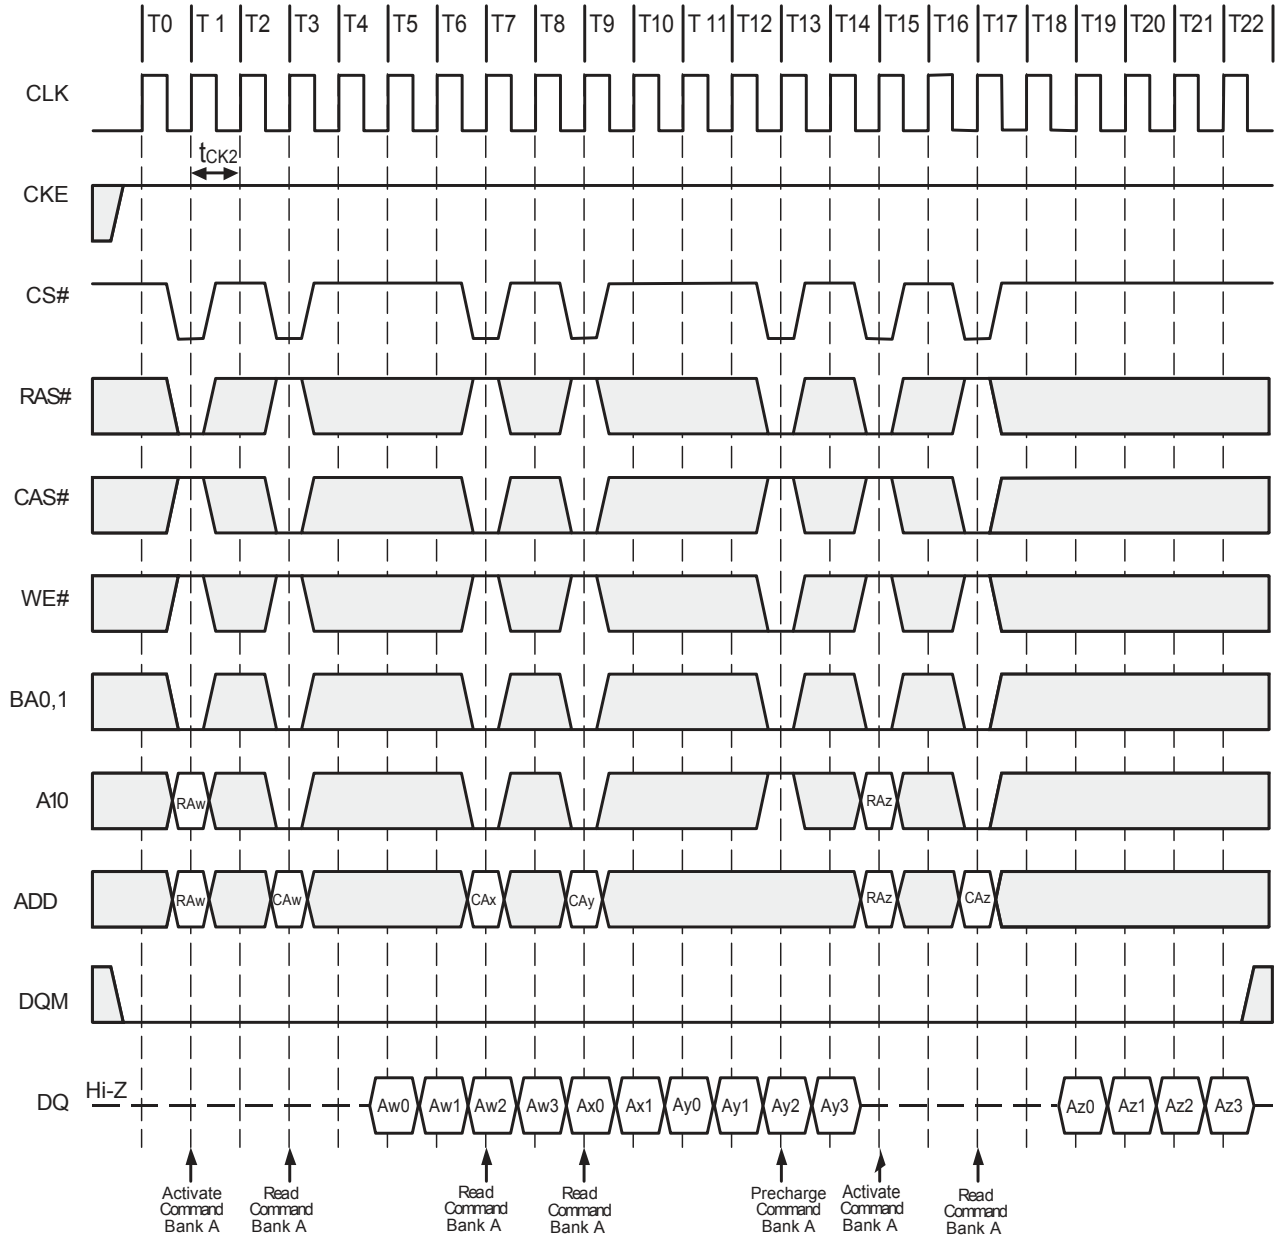 T0 T 1 T2 T3 T4 T5 T6 T7 T8 T9 T10 T 11 T12 T13 T14 T15 T16 T17 T18 T19 T20 T21 T22
CLK
tCK2
CKE
CS#
RAS#
CAS#
WE#
BA0,1
A10 RAw RAz
ADD RAw CAw CAx CAy RAz CAz
DQM
DQ Hi-Z Aw0 Aw1 Aw2 Aw3 Ax0 Ax1 Ay0 Ay1 Ay2 Ay3 Az0 Az1 Az2 Az3
Activate
Command
Bank A
Read
Command
Bank A
Read
Command
Bank A
Read
Command
Bank A
Precharge
Command
Bank A
Activate
Command
Bank A
Read
Command
Bank A